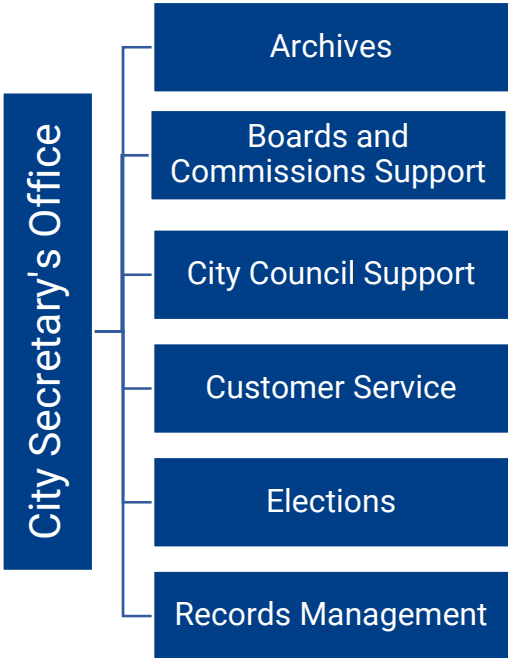 City Secretary's Office
Archives
Boards and
Commissions Support
City Council Support
Customer Service
Elections
Records Management